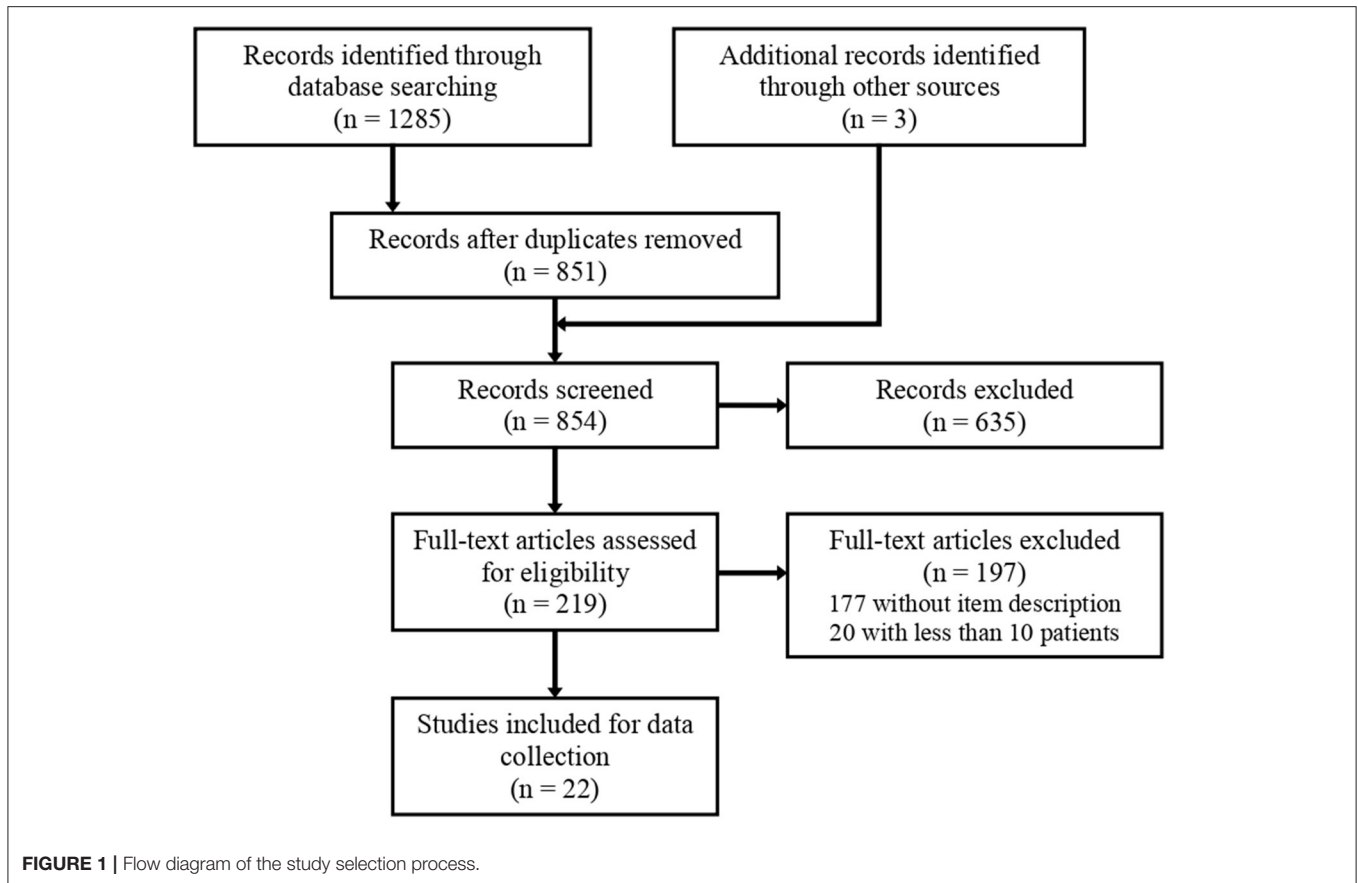 Records identified through
database searching
(n = 1285)
Additional records identified
through other sources
(n = 3)
Records after duplicates removed
(n = 851)
Records screened
(n = 854)
Records excluded
(n = 635)
Full-text articles assessed
for eligibility
(n = 219)
Full-text articles excluded
(n = 197)
177 without item description
20 with less than 10 patients
Studies included for data
collection
(n = 22)
FIGURE 1 | Flow diagram of the study selection process.